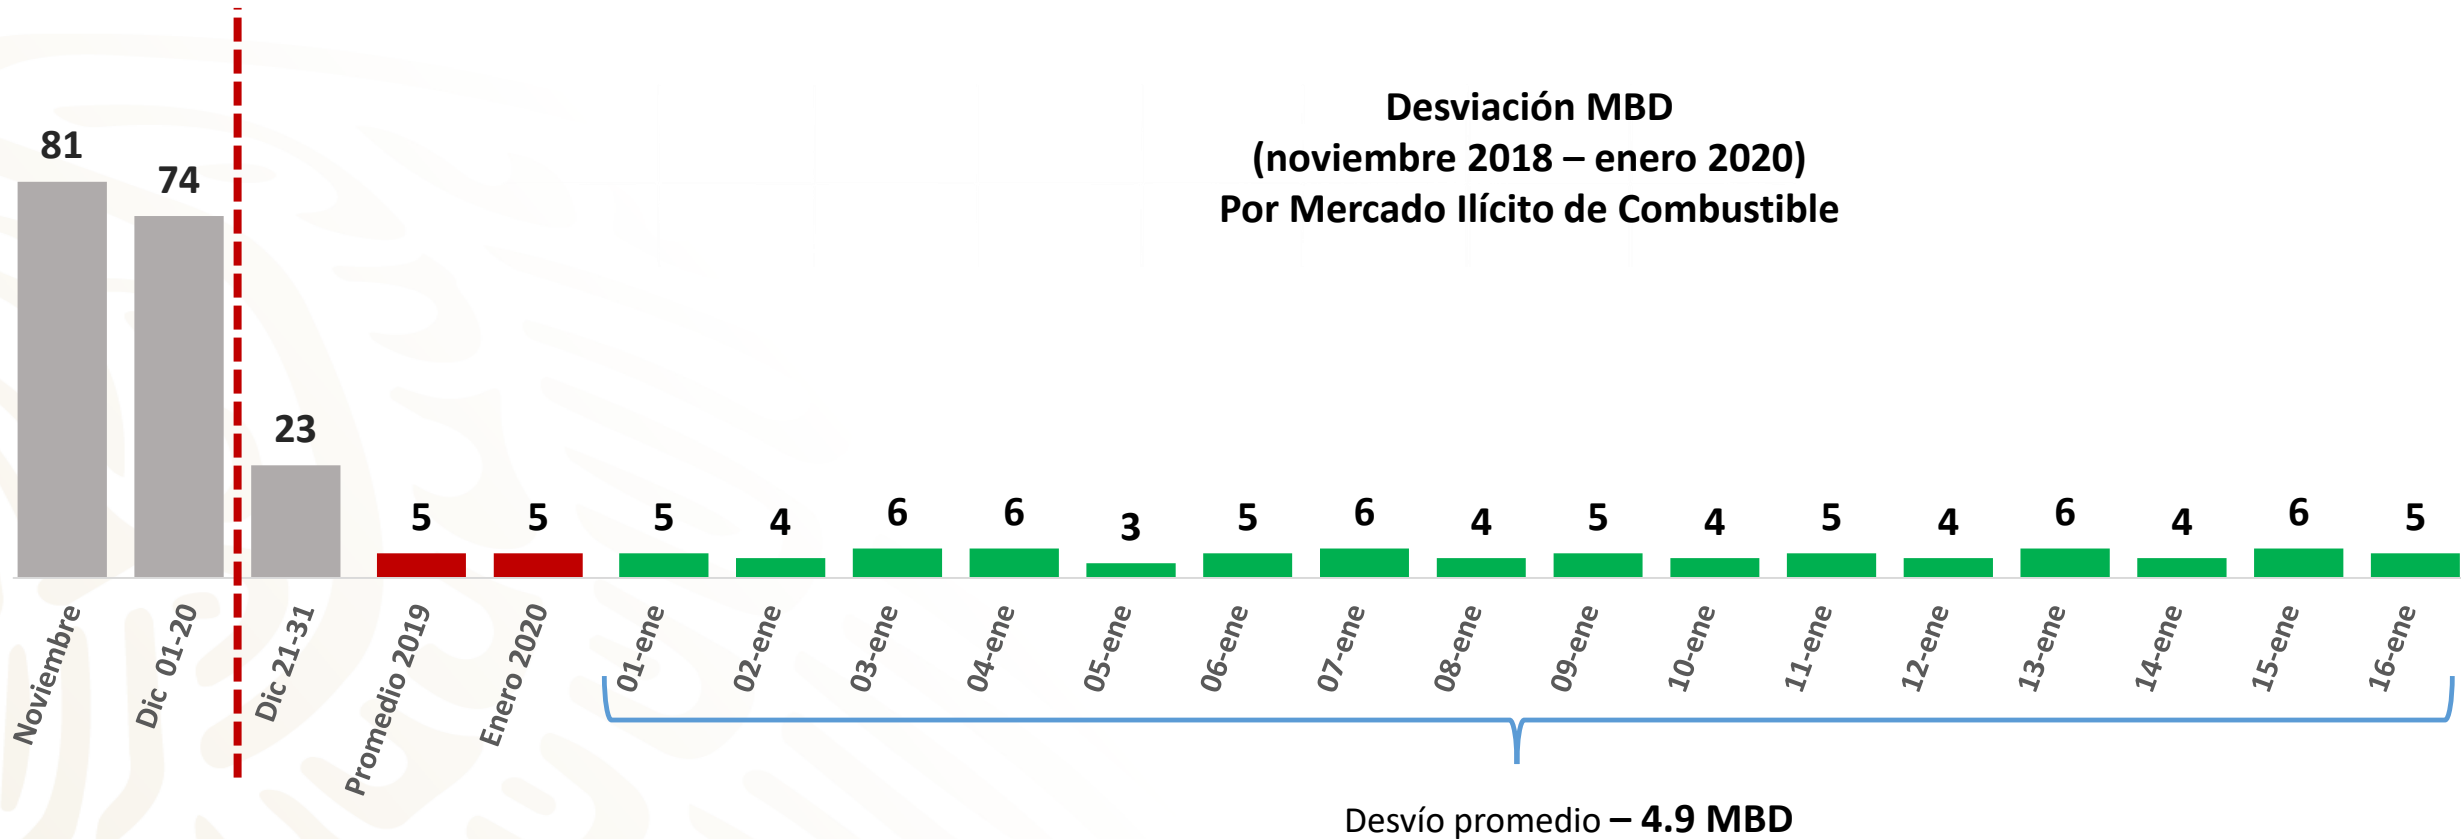 Desviación MBD
(noviembre 2018 – enero 2020)
Por Mercado Ilícito de Combustible
81
74
23
5
5
5
4
6
6
3
5
6
4
5
4
5
4
6
4
6
5
Noviembre
Dic 01-20
Dic 21-31
Promedio 2019
Enero 2020
01-ene
02-ene
03-ene
04-ene
05-ene
06-ene
07-ene
08-ene
09-ene
10-ene
11-ene
12-ene
13-ene
14-ene
15-ene
16-ene
Desvío promedio – 4.9 MBD